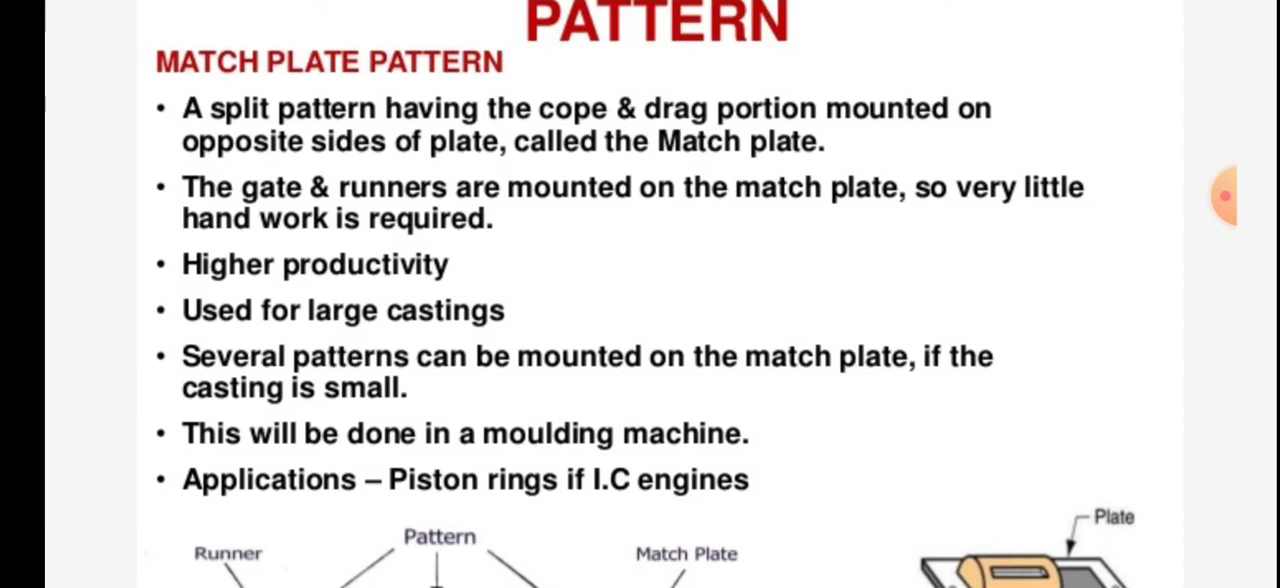 PATTERN
MATCH PLATE PATTERN
• A split pattern having the cope & drag portion mounted on
opposite sides of plate, called the Match plate.
• The gate & runners are mounted on the match plate, so very little
hand work is required.
• Higher productivity
• Used for large castings
• Several patterns can be mounted on the match plate, if the
casting is small.
• This will be done in a moulding machine.
• Applications – Piston rings if I.C engines
Plate
Pattern
Runner
Match Plate